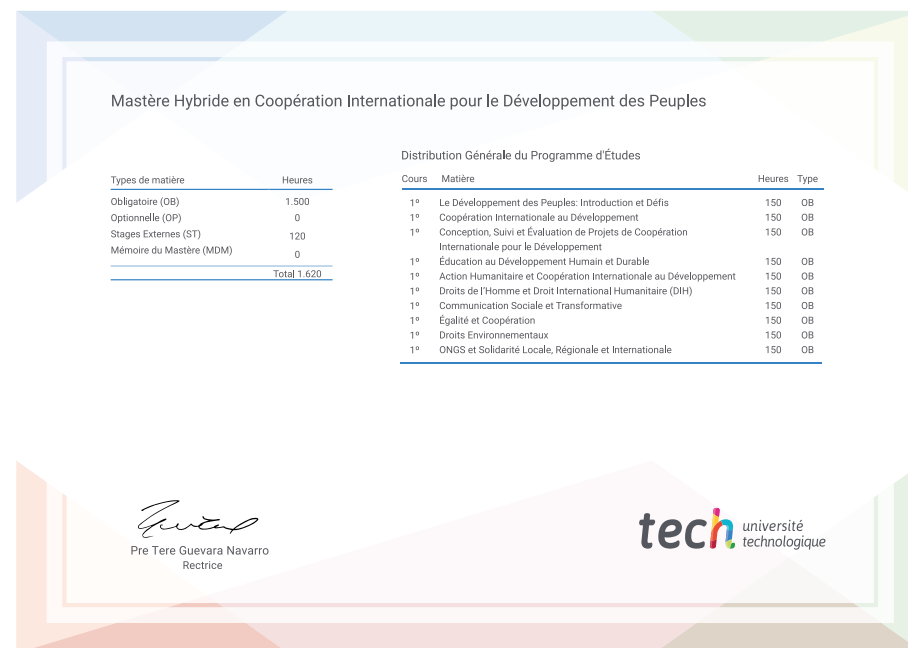 Mastère Hybride en Coopération Internationale pour le Développement des Peuples
Types de matière Heures
Obligatoire (OB) 1.500
Optionnelle (OP) 0
Stages Externes (ST) 120
Mémoire du Mastère (MDM) 0
Total 1.620
Distribution Générale du Programme d'Études
Cours Matière Heures Type
1º Le Développement des Peuples: Introduction et Défis 150 OB
1º Coopération Internationale au Développement 150 OB
1º Conception, Suivi et Évaluation de Projets de Coopération 150 OB
Internationale pour le Développement
1º Éducation au Développement Humain et Durable 150 OB
1º Action Humanitaire et Coopération Internationale au Développement 150 OB
1º Droits de l'Homme et Droit International Humanitaire (DIH) 150 OB
1º Communication Sociale et Transformative 150 OB
1º Égalité et Coopération 150 OB
1º Droits Environnementaux 150 OB
1º ONGS et Solidarité Locale, Régionale et Internationale 150 OB
Pre Tere Guevara Navarro
Rectrice
tech université
technologique